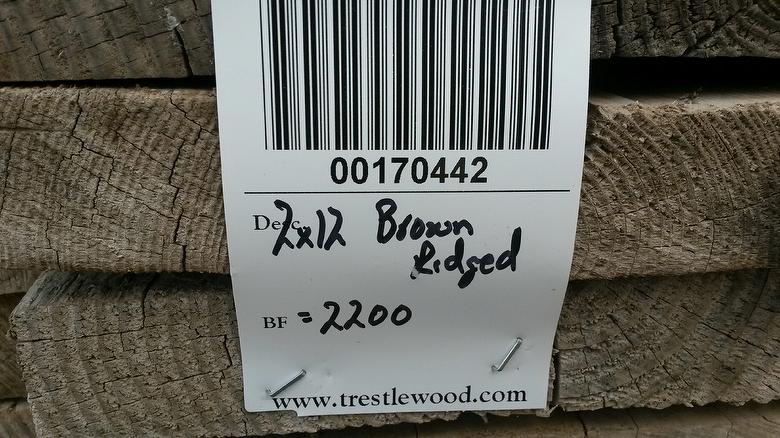 00170442
Desc. 2x12 Brown
Ridged
BF = 2200
www.trestlewood.com